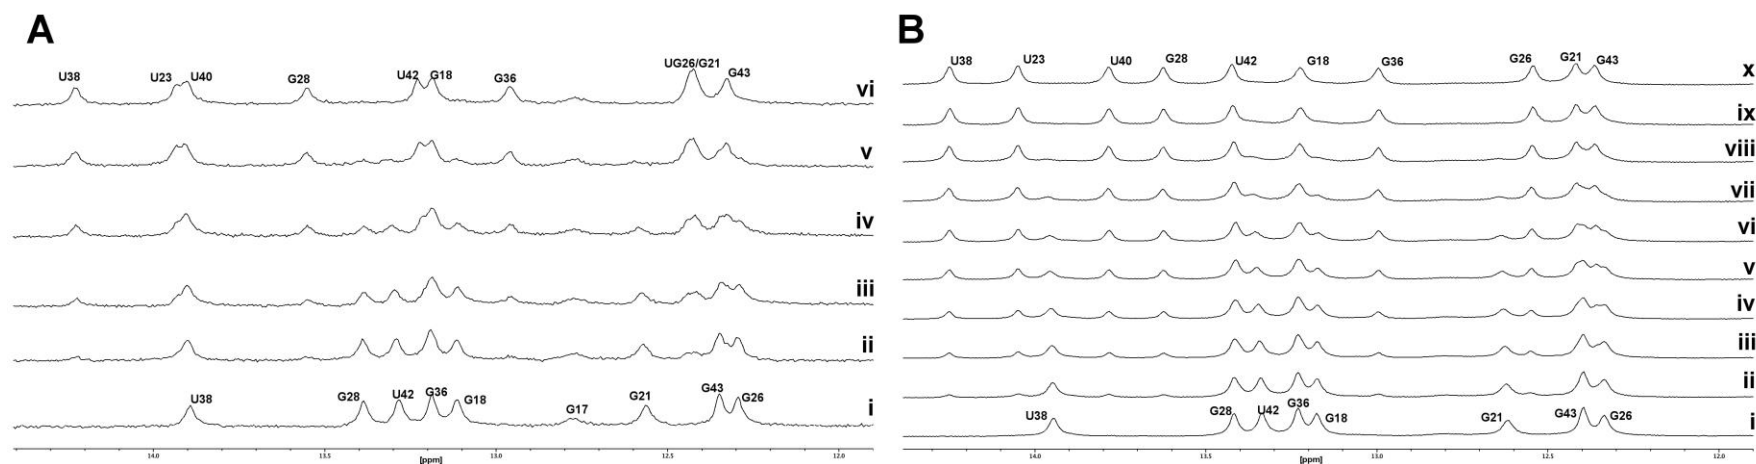 A
U38 U23 U40 G28 U42 G18 G36 UG26/G21 G43 vi
v
iv
iii
ii
U38 G28 U42 G36 G18 G17 G21 G43 G26 i
14.0 13.5 13.0 12.5 12.0
[ppm]
B
U38 U23 U40 G28 U42 G18 G36 G26 G21 G43 x
ix
viii
vii
vi
v
iv
iii
ii
U38 G28 U42 G36 G18 G21 G43 G26 i
14.0 13.5 13.0 12.5 12.0
[ppm]